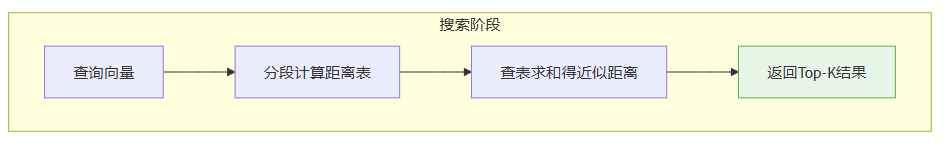 搜索阶段
查询向量
分段计算距离表
查表求和得近似距离
返回Top-K结果